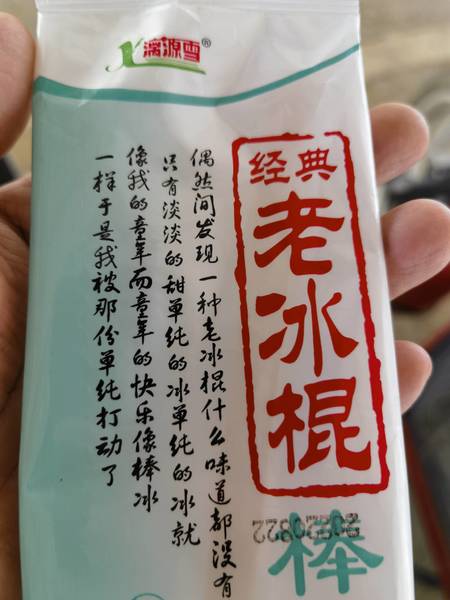 漓源雪®
经典
老冰棍
棒
偶然间发现一种老冰棍什么味道都没有
只有淡淡的甜单纯的冰单纯的冰就
像我的童年而童年的快乐像棒冰
一样于是我被那份单纯打动了